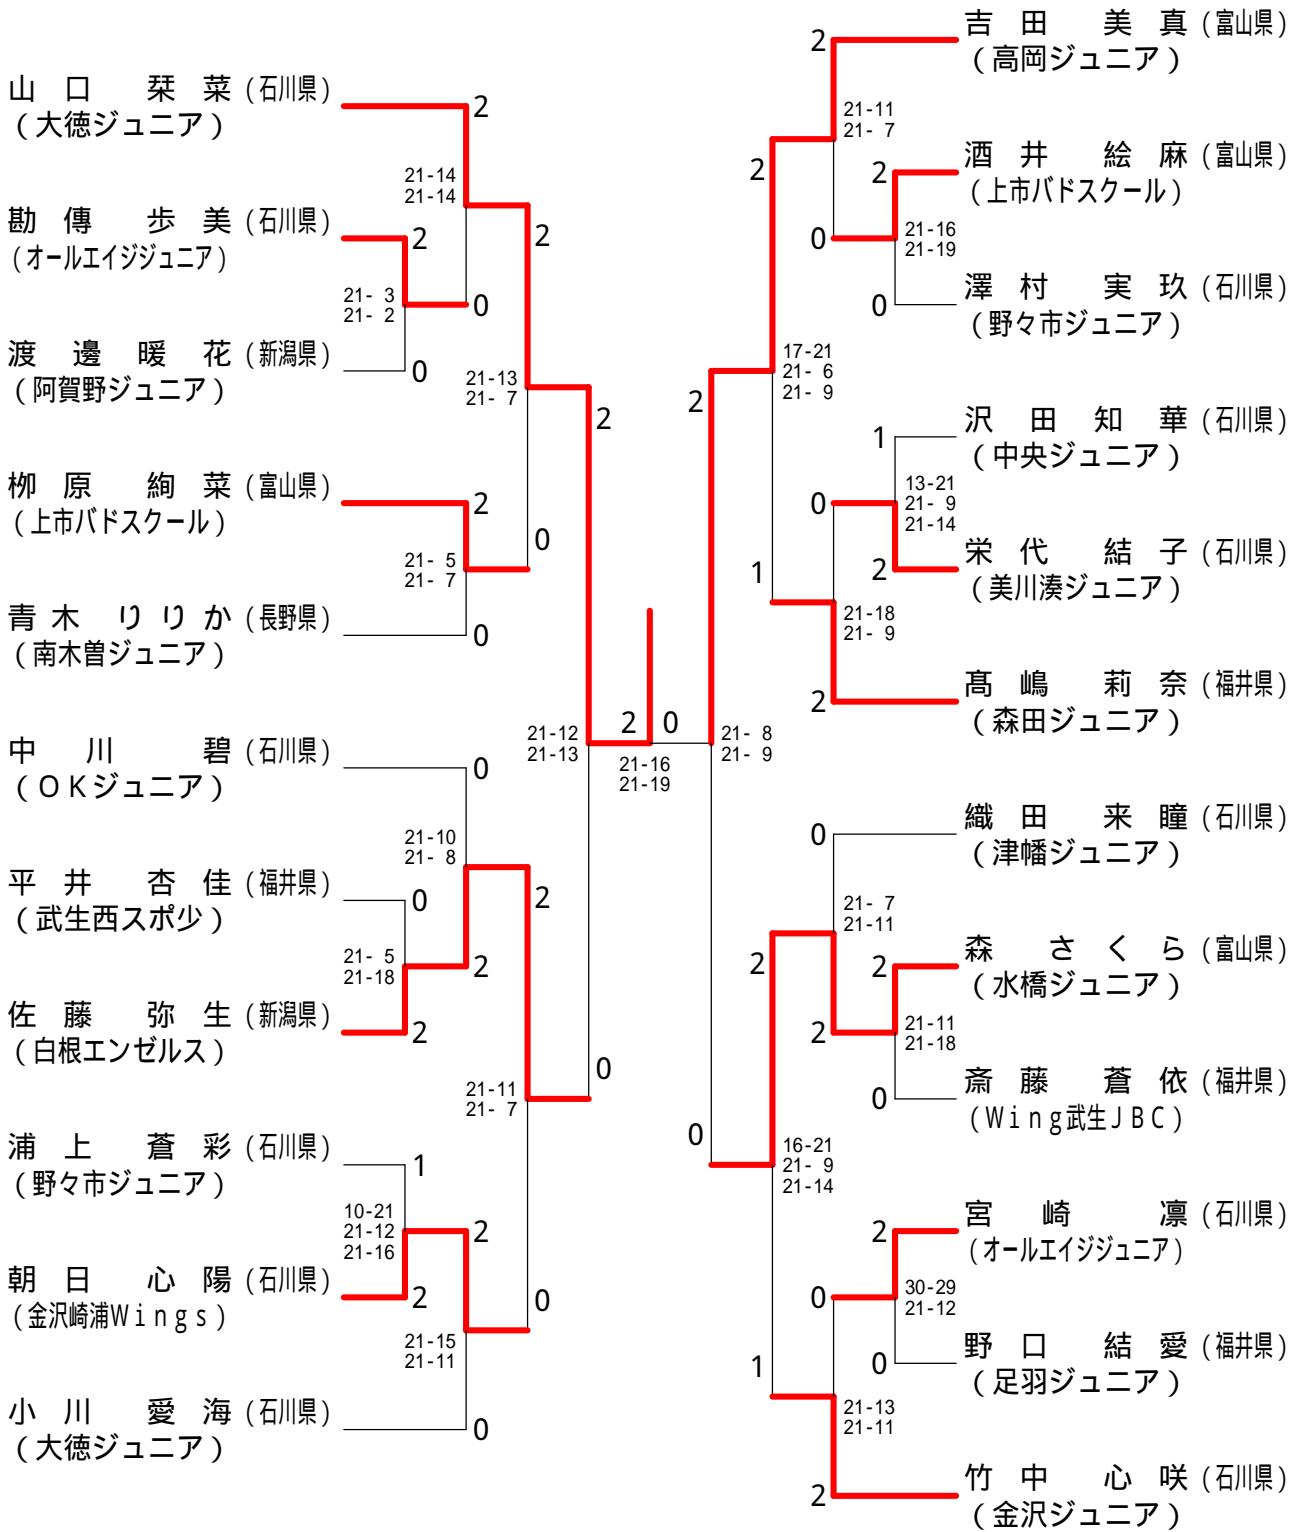 山口 栞菜 (石川県)
(大徳ジュニア)
勘傳 歩美 (石川県)
(オールエイジジュニア)
渡邊暖花 (新潟県)
(阿賀野ジュニア)
栁原 絢菜 (富山県)
(上市バドスクール)
青木 りりか (長野県)
(南木曽ジュニア)
中川 碧 (石川県)
(OKジュニア)
平井 杏佳 (福井県)
(武生西スポ少)
佐藤 弥生 (新潟県)
(白根エンゼルス)
浦上 蒼彩 (石川県)
(野々市ジュニア)
朝日 心陽 (石川県)
(金沢崎浦Wings)
小川 愛海 (石川県)
(大徳ジュニア)
2
21-14
21-14
2
21- 3
21- 2
0
0
2
21-13
21- 7
0
2
21- 5
21- 7
0
2
21-12
21-13
0
0
21-10
21- 8
2
0
21- 5
21-18
2
2
21-11
21- 7
0
1
10-21
21-12
21-16
2
2
21-15
21-11
0
2 0
21-16
21-19
吉田 美真 (富山県)
(高岡ジュニア)
酒井 絵麻 (富山県)
(上市バドスクール)
澤村 実玖 (石川県)
(野々市ジュニア)
沢田知華 (石川県)
(中央ジュニア)
栄代 結子 (石川県)
(美川湊ジュニア)
髙嶋 莉奈 (福井県)
(森田ジュニア)
織田 来瞳 (石川県)
(津幡ジュニア)
森 さくら (富山県)
(水橋ジュニア)
斎藤 蒼依 (福井県)
(Wing武生JBC)
宮崎 凛 (石川県)
(オールエイジジュニア)
野口 結愛 (福井県)
(足羽ジュニア)
竹中 心咲 (石川県)
(金沢ジュニア)
2
21-11
21- 7
0
2
21-16
21-19
0
2
17-21
21- 6
21- 9
1
1
13-21
21- 9
21-14
2
0
21-18
21- 9
2
2
21- 8
21- 9
0
0
21- 7
21-11
2
2
21-11
21-18
0
2
16-21
21- 9
21-14
1
2
30-29
21-12
0
0
21-13
21-11
2